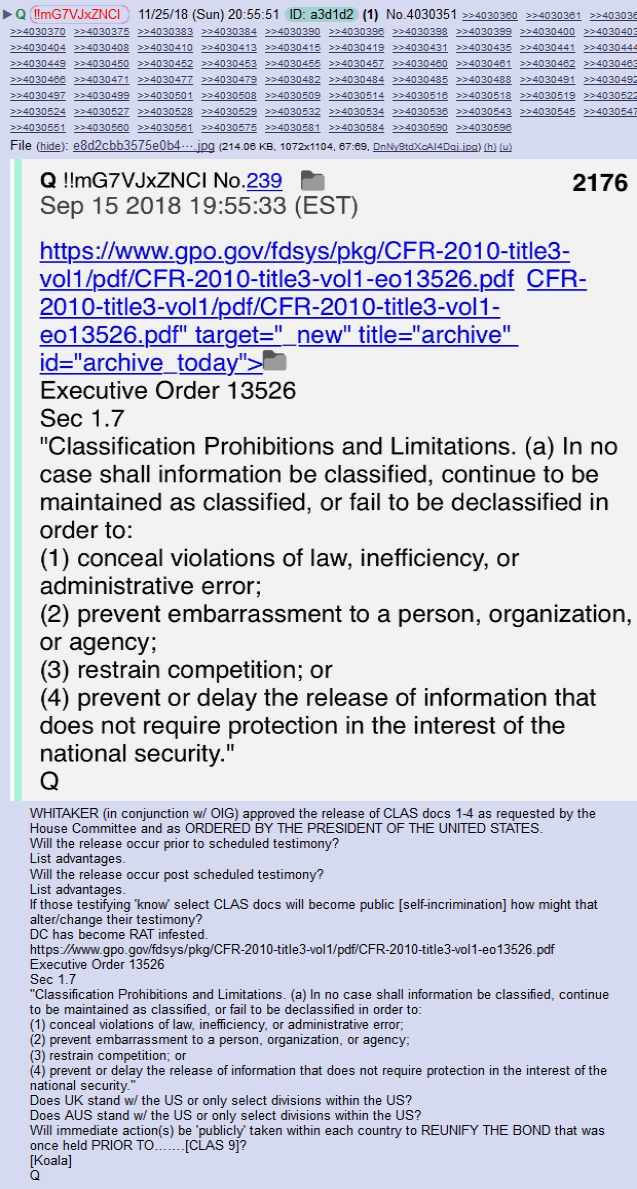 ▶ Q !!mG7VJxZNCI 11/25/18 (Sun) 20:55:51 ID: a3d1d2 (1) No.4030351 >>4030360 >>4030361 >>403036
>>4030370 >>4030375 >>4030383 >>4030384 >>4030390 >>4030396 >>4030398 >>4030399 >>4030400 >>403040
>>4030404 >>4030408 >>4030410 >>4030413 >>4030415 >>4030419 >>4030431 >>4030435 >>4030441 >>403044
>>4030449 >>4030450 >>4030452 >>4030453 >>4030455 >>4030457 >>4030460 >>4030461 >>4030462 >>403046
>>4030466 >>4030471 >>4030477 >>4030479 >>4030482 >>4030484 >>4030485 >>4030488 >>4030491 >>403049
>>4030497 >>4030499 >>4030501 >>4030508 >>4030509 >>4030514 >>4030516 >>4030518 >>4030519 >>403052
>>4030524 >>4030527 >>4030528 >>4030529 >>4030532 >>4030534 >>4030536 >>4030543 >>4030545 >>403054
>>4030551 >>4030560 >>4030561 >>4030575 >>4030581 >>4030584 >>4030590 >>4030596
File (hide): e8d2cbb3575e0b4⋯.jpg (214.06 KB, 1072x1104, 67:69, DnNy9tdXoAI4Dqj.jpg) (h) (u)
Q !!mG7VJxZNCI No.239 2176
Sep 15 2018 19:55:33 (EST)
https://www.gpo.gov/fdsys/pkg/CFR-2010-title3-
vol1/pdf/CFR-2010-title3-vol1-eo13526.pdf CFR-
2010-title3-vol1/pdf/CFR-2010-title3-vol1-
eo13526.pdf" target="_new" title="archive"
id="archive_today">
Executive Order 13526
Sec 1.7
"Classification Prohibitions and Limitations. (a) In no
case shall information be classified, continue to be
maintained as classified, or fail to be declassified in
order to:
(1) conceal violations of law, inefficiency, or
administrative error;
(2) prevent embarrassment to a person, organization,
or agency;
(3) restrain competition; or
(4) prevent or delay the release of information that
does not require protection in the interest of the
national security."
Q
WHITAKER (in conjunction w/ OIG) approved the release of CLAS docs 1-4 as requested by the
House Committee and as ORDERED BY THE PRESIDENT OF THE UNITED STATES.
Will the release occur prior to scheduled testimony?
List advantages.
Will the release occur post scheduled testimony?
List advantages.
If those testifying 'know' select CLAS docs will become public [self-incrimination] how might that
alter/change their testimony?
DC has become RAT infested.
https://www.gpo.gov/fdsys/pkg/CFR-2010-title3-vol1/pdf/CFR-2010-title3-vol1-eo13526.pdf
Executive Order 13526
Sec 1.7
"Classification Prohibitions and Limitations. (a) In no case shall information be classified, continue
to be maintained as classified, or fail to be declassified in order to:
(1) conceal violations of law, inefficiency, or administrative error;
(2) prevent embarrassment to a person, organization, or agency;
(3) restrain competition; or
(4) prevent or delay the release of information that does not require protection in the interest of the
national security."
Does UK stand w/ the US or only select divisions within the US?
Does AUS stand w/ the US or only select divisions within the US?
Will immediate action(s) be 'publicly' taken within each country to REUNIFY THE BOND that was
once held PRIOR TO…….[CLAS 9]?
[Koala]
Q